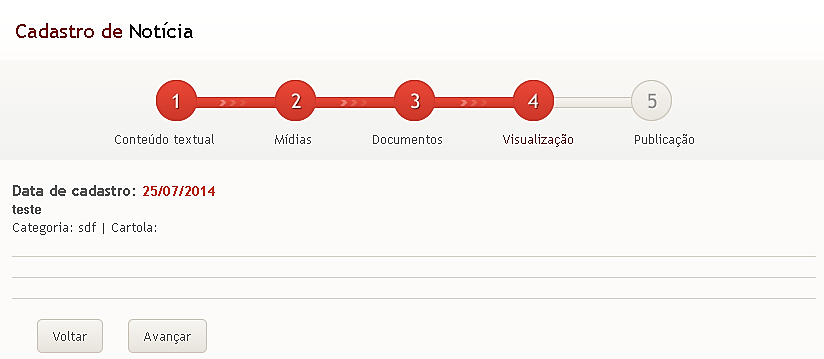 Cadastro de Notícia
1 2 3 4 5
Conteúdo textual Mídias Documentos Visualização Publicação
Data de cadastro: 25/07/2014
teste
Categoria: sdf | Cartola:
Voltar Avançar